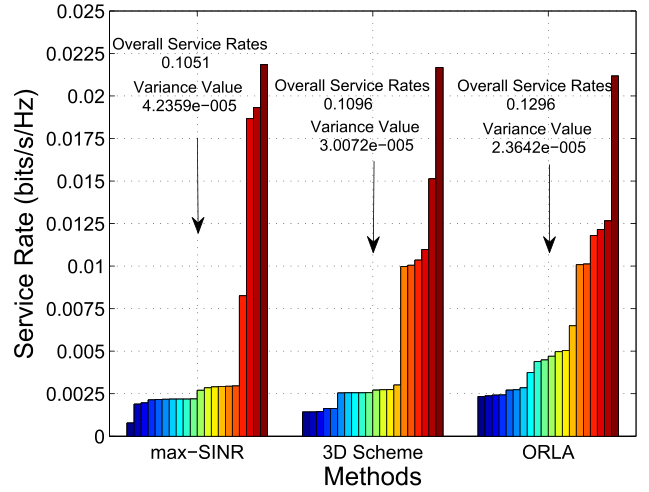 Service Rate (bits/s/Hz)
0.025
0.0225
0.02
0.0175
0.015
0.0125
0.01
0.0075
0.005
0.0025
0
Overall Service Rates
0.1051
Variance Value
4.2359e−005
Overall Service Rates
0.1096
Variance Value
3.0072e−005
Overall Service Rates
0.1296
Variance Value
2.3642e−005
max−SINR
3D Scheme
ORLA
Methods